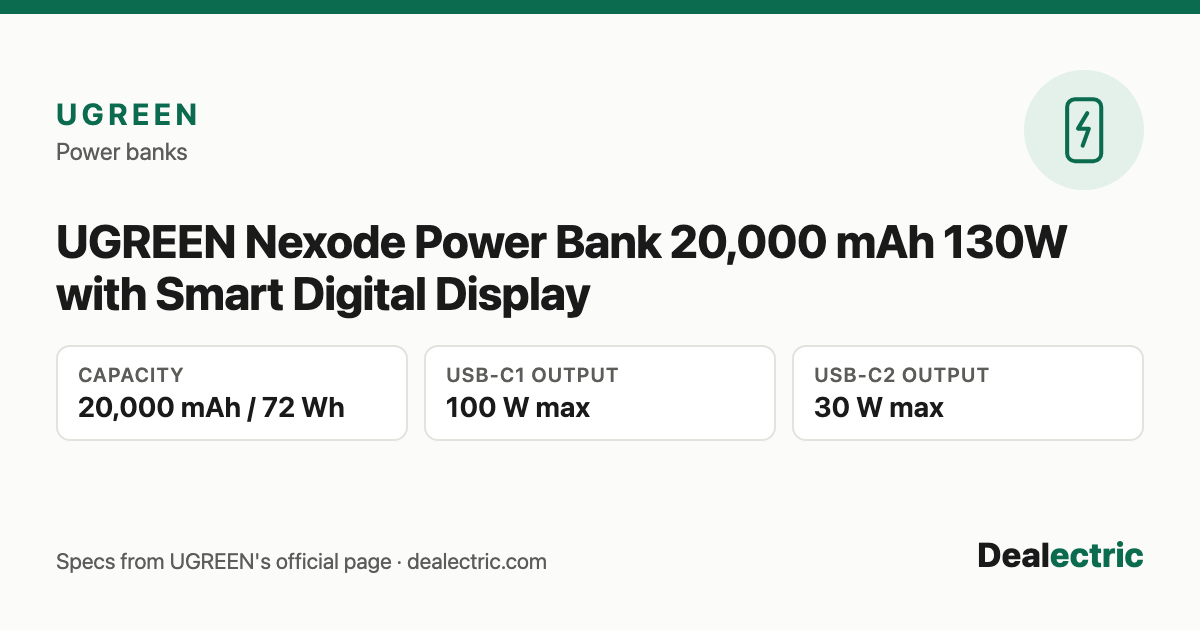 UGREEN
Power banks
UGREEN Nexode Power Bank 20,000 mAh 130W
with Smart Digital Display
CAPACITY
20,000 mAh / 72 Wh
USB-C1 OUTPUT
100 W max
USB-C2 OUTPUT
30 W max
Specs from UGREEN's official page · dealectric.com
Dealectric